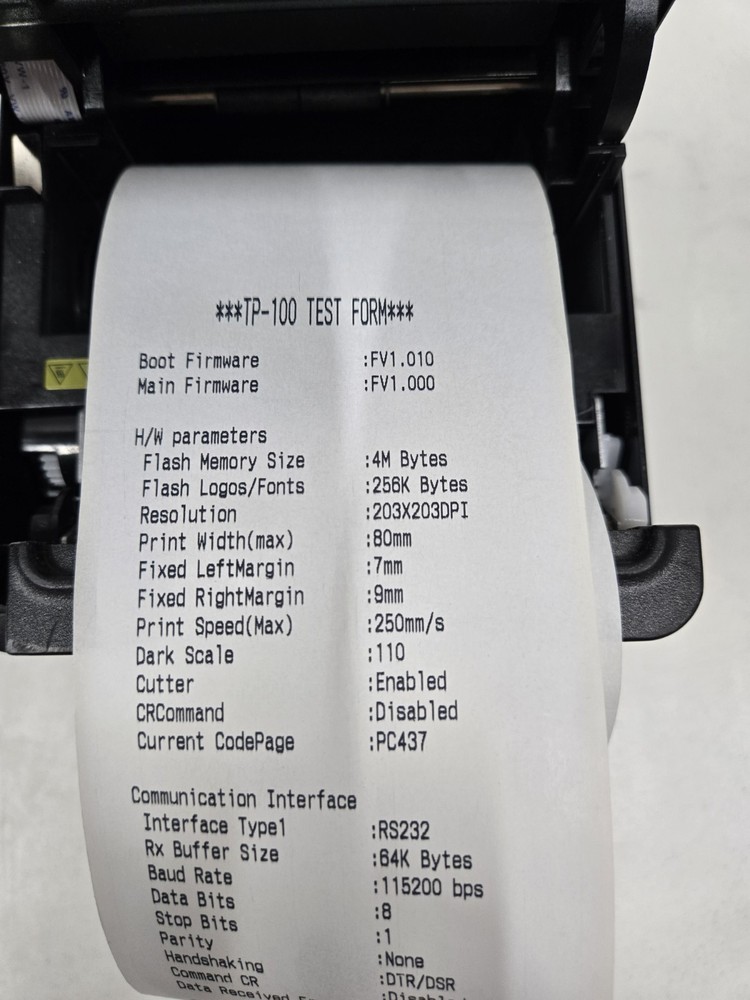 ***TP-100 TEST FORM***
Boot Firmware :FV1.010
Main Firmware :FV1.000
H/W parameters
Flash Memory Size :4M Bytes
Flash Logos/Fonts :256K Bytes
Resolution :203X203DPI
Print Width(max) :80mm
Fixed LeftMargin :7mm
Fixed RightMargin :9mm
Print Speed(Max) :250mm/s
Dark Scale :110
Cutter :Enabled
CRCommand :Disabled
Current CodePage :PC437
Communication Interface
Interface Type1 :RS232
Rx Buffer Size :64K Bytes
Baud Rate :115200 bps
Data Bits :8
Stop Bits :1
Parity :None
Handshaking :DTR/DSR
Command CR
Data Received